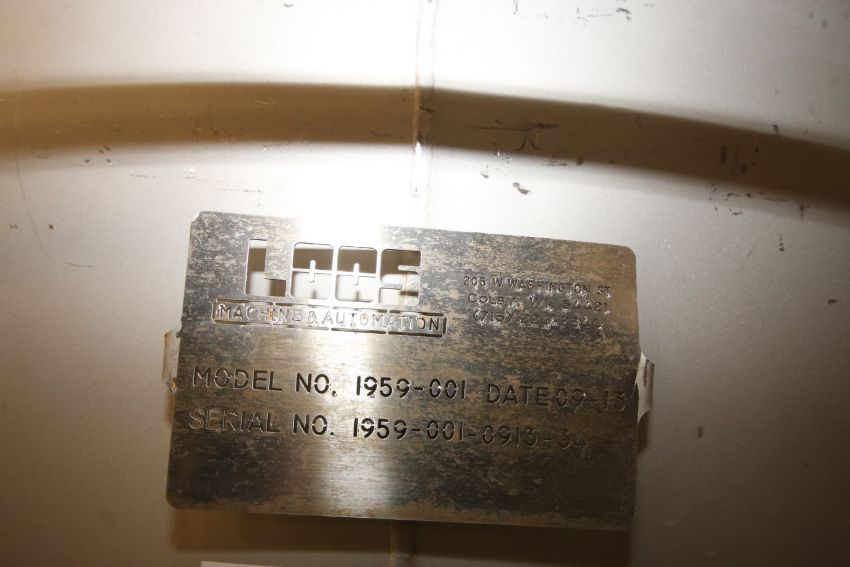 LOOS
MACHINE & AUTOMATION
205 W. WASHINGTON ST.
COLBY, WI. 54421
MODEL NO. 1959-001 DATE 09-13
SERIAL NO. 1959-001-0913-34